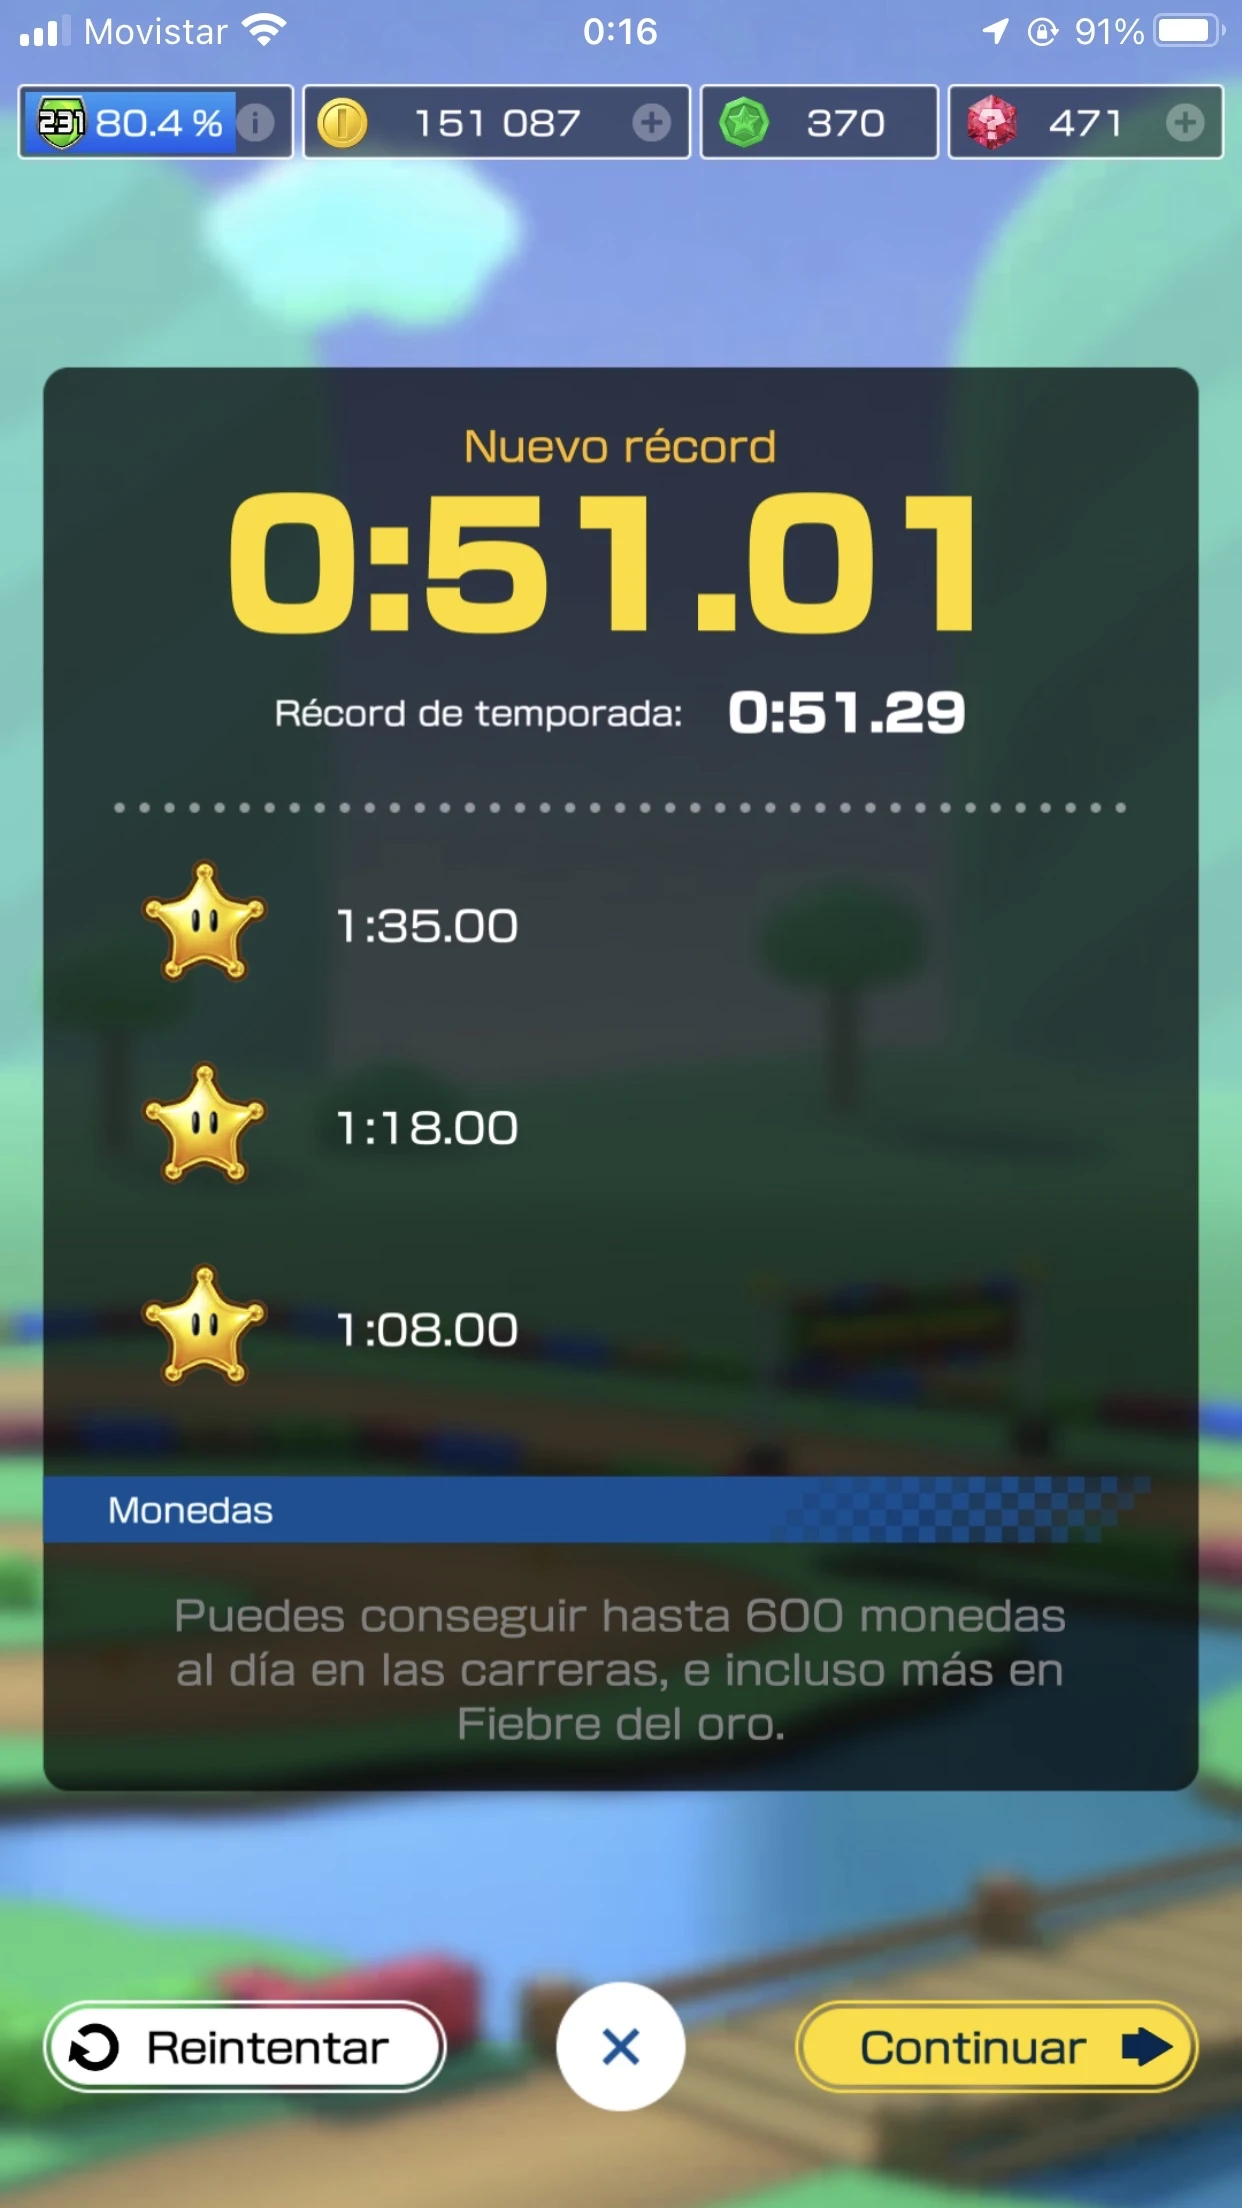 Movistar 0:16 91%
231 80.4 % 151 087 370 471
Nuevo récord
0:51.01
Récord de temporada: 0:51.29
1:35.00
1:18.00
1:08.00
Monedas
Puedes conseguir hasta 600 monedas
al día en las carreras, e incluso más en
Fiebre del oro.
Reintentar Continuar